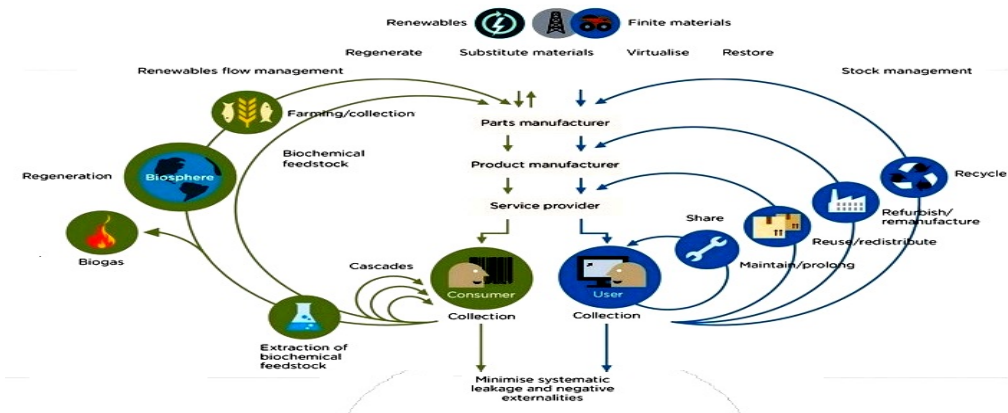 Renewables
Finite materials
Regenerate Substitute materials Virtualise Restore
Renewables flow management
Stock management
Farming/collection
Parts manufacturer
Biochemical
feedstock
Product manufacturer
Regeneration
Biosphere
Recycle
Service provider
Share
Refurbish/
remanufacture
Reuse/redistribute
Biogas
Cascades
Maintain/prolong
Consumer
User
Collection
Collection
Extraction of
biochemical
feedstock
Minimise systematic
leakage and negative
externalities